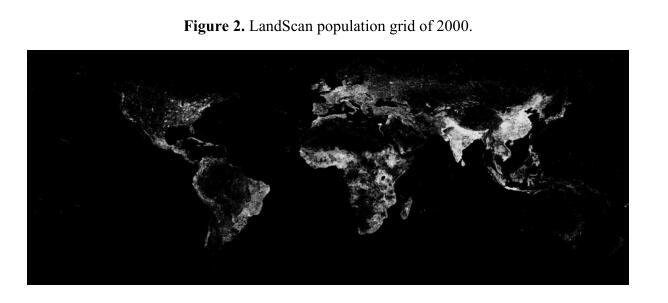 Figure 2. LandScan population grid of 2000.